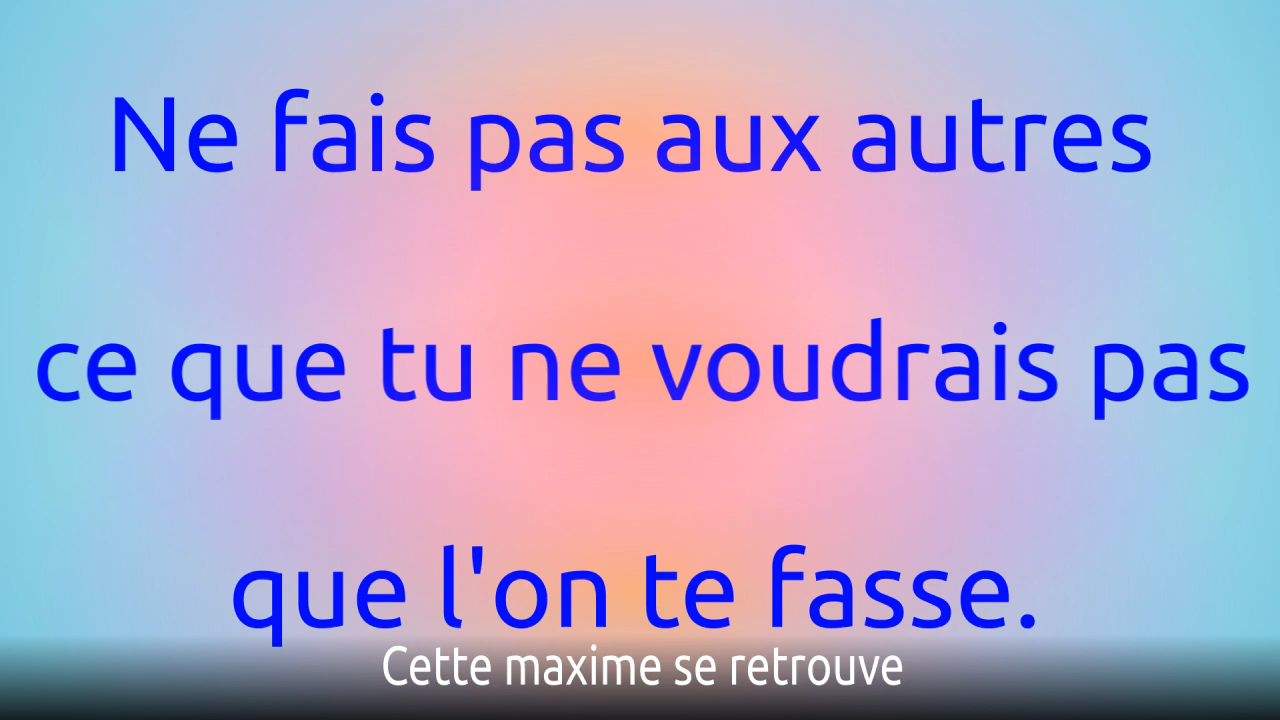 Ne fais pas aux autres
ce que tu ne voudrais pas
que l'on te fasse.
Cette maxime se retrouve